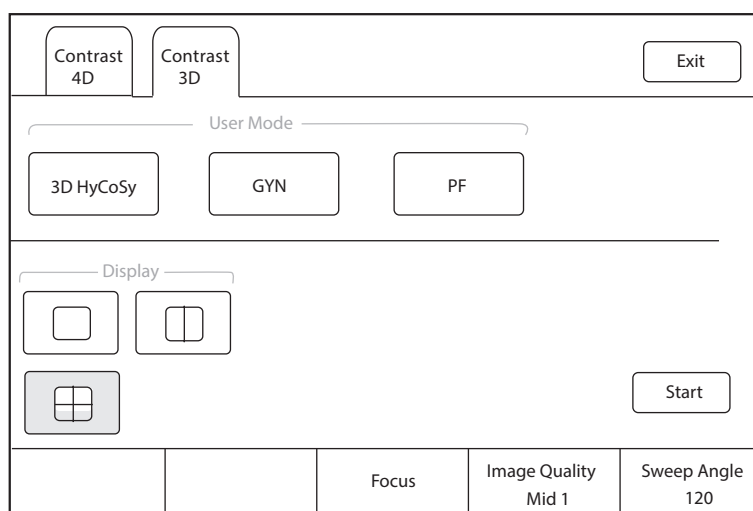 Contrast
4D
Contrast
3D
Exit
User Mode
3D HyCoSy
GYN
PF
Display
Start
Focus
Image Quality
Mid 1
Sweep Angle
120